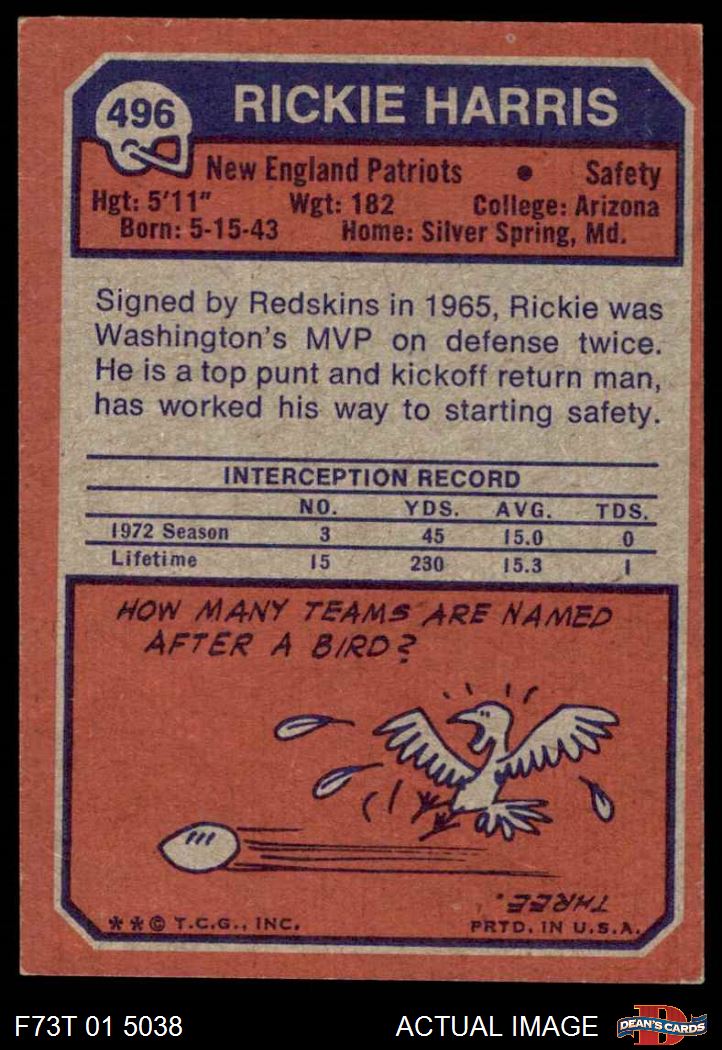 496
RICKIE HARRIS
New England Patriots • Safety
Hgt: 5'11" Wgt: 182 College: Arizona
Born: 5-15-43 Home: Silver Spring, Md.
Signed by Redskins in 1965, Rickie was
Washington's MVP on defense twice.
He is a top punt and kickoff return man,
has worked his way to starting safety.
INTERCEPTION RECORD
NO. YDS. AVG. TDS.
1972 Season 3 45 15.0 0
Lifetime 15 230 15.3 1
HOW MANY TEAMS ARE NAMED
AFTER A BIRD?
THREE.
** © T.C.G., INC. PRTD. IN U.S.A.
F73T 01 5038 ACTUAL IMAGE D DEAN'S CARDS